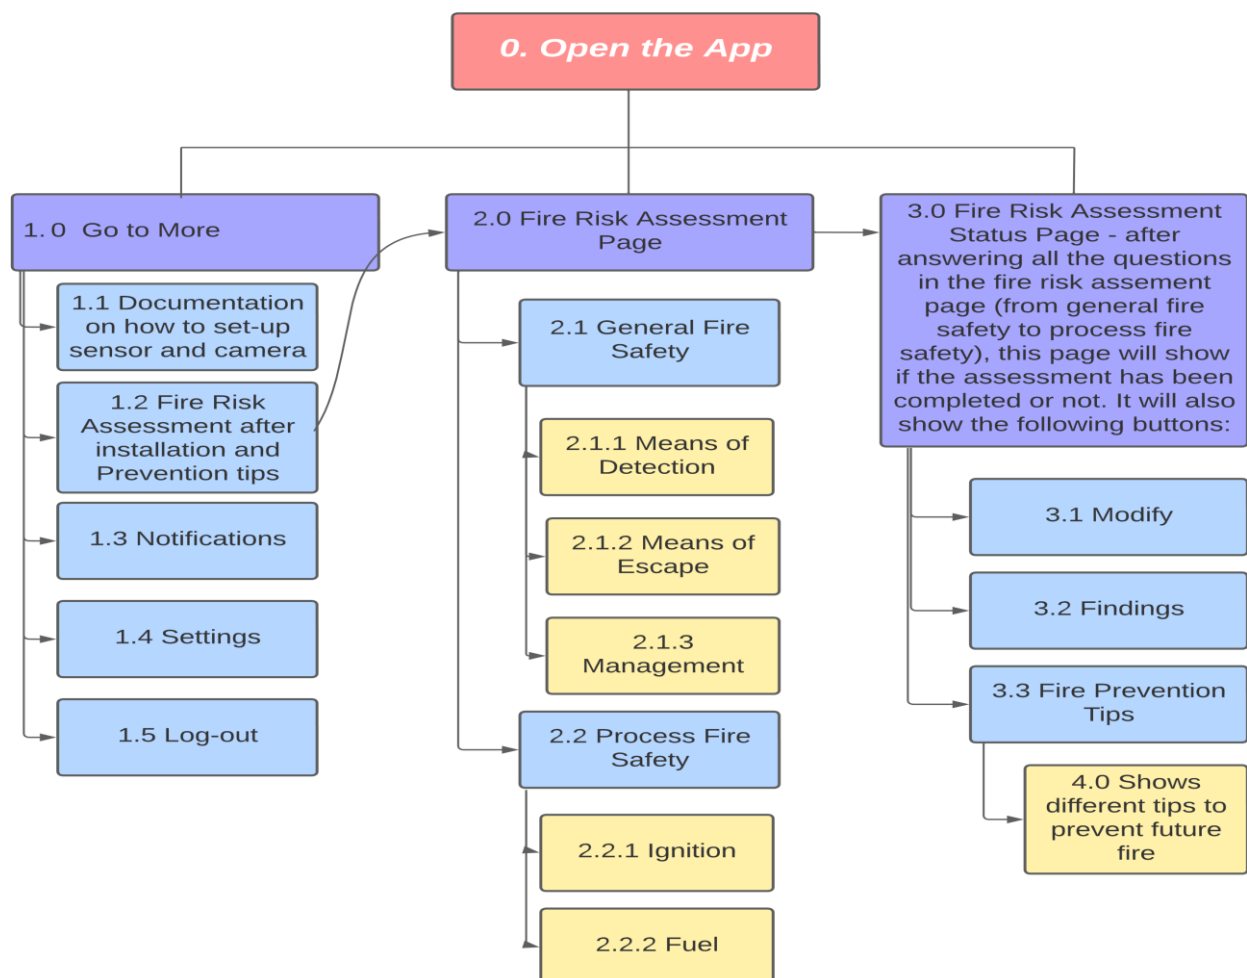 0. Open the App
1. 0  Go to More
1.1 Documentation
on how to set-up
sensor and camera
1.2 Fire Risk
Assessment after
installation and
Prevention tips
1.3 Notifications
1.4 Settings
1.5 Log-out
2.0 Fire Risk Assessment
Page
2.1 General Fire
Safety
2.1.1 Means of
Detection
2.1.2 Means of
Escape
2.1.3
Management
2.2 Process Fire
Safety
2.2.1 Ignition
2.2.2 Fuel
3.0 Fire Risk Assessment
Status Page - after
answering all the questions
in the fire risk assement
page (from general fire
safety to process fire
safety), this page will show
if the assessment has been
completed or not. It will also
show the following buttons:
3.1 Modify
3.2 Findings
3.3 Fire Prevention
Tips
4.0 Shows
different tips to
prevent future
fire